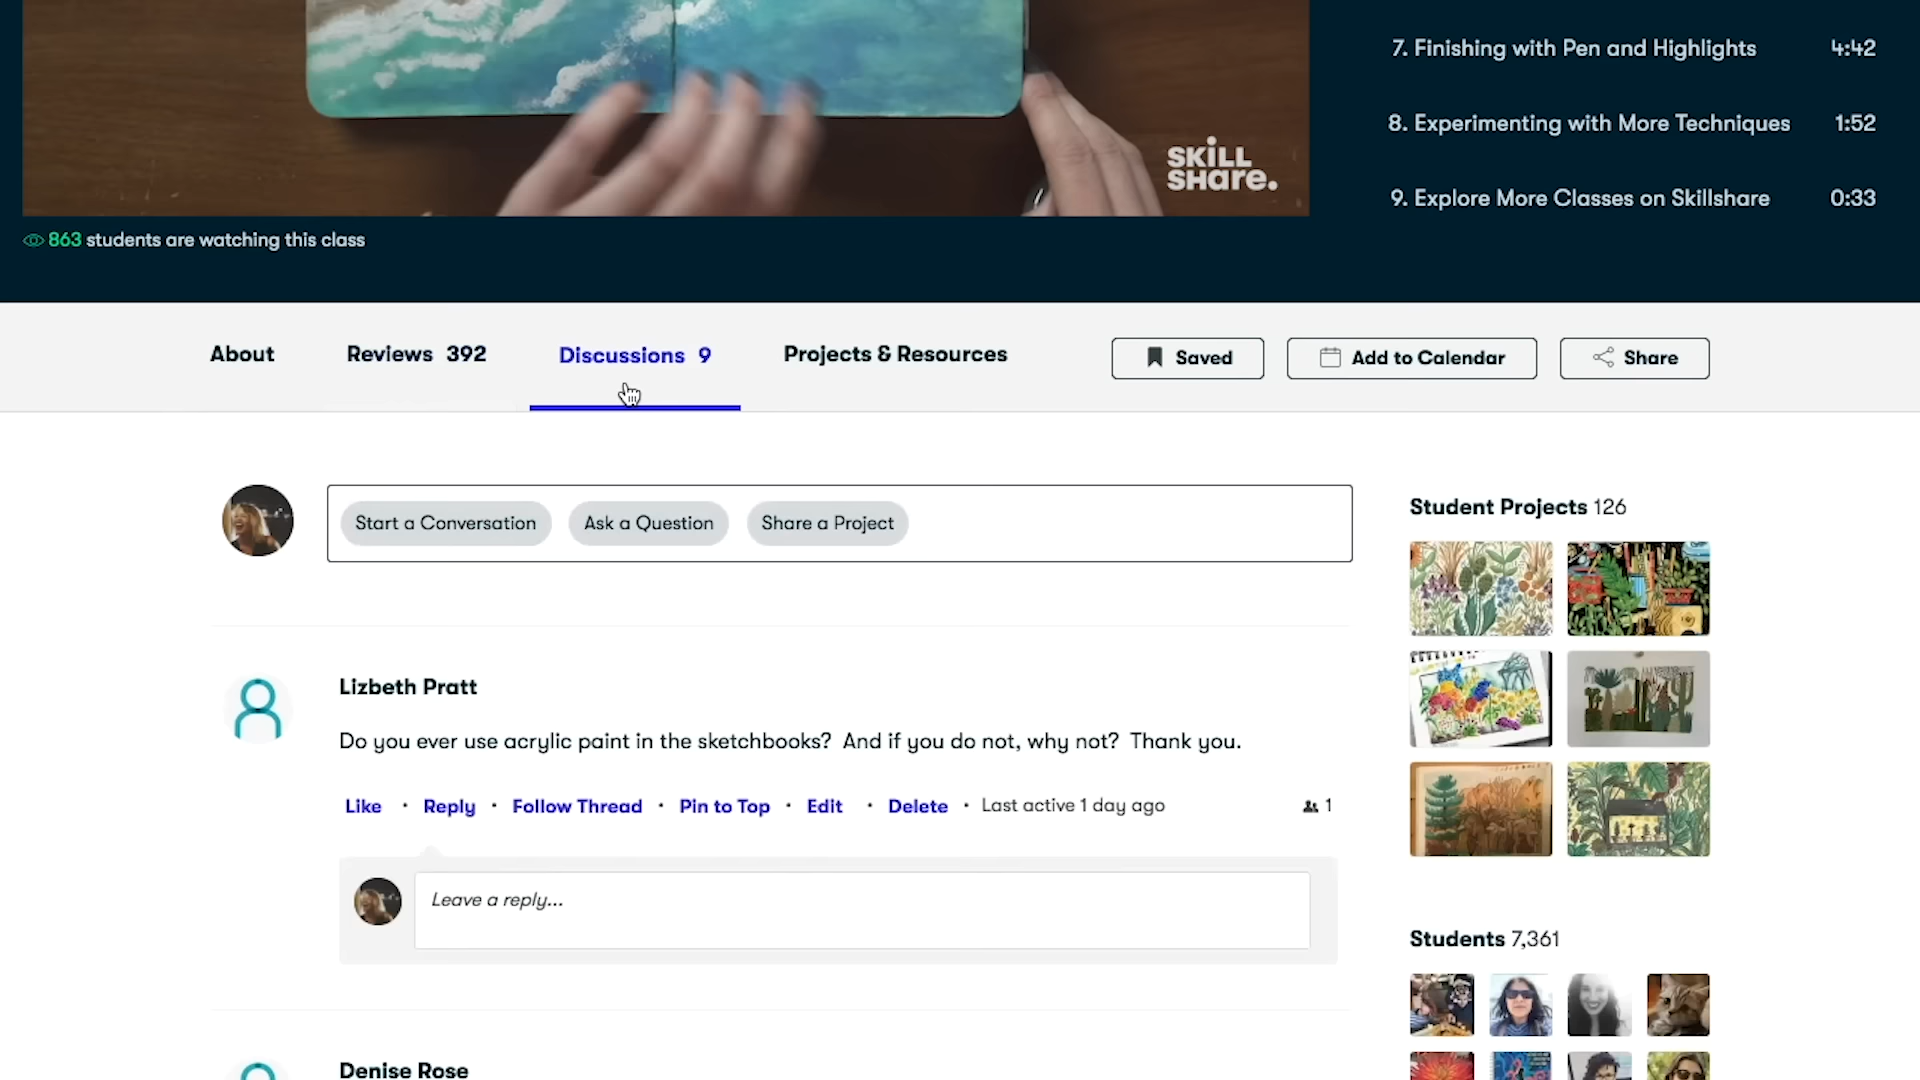 7. Finishing with Pen and Highlights 4:42
8. Experimenting with More Techniques 1:52
9. Explore More Classes on Skillshare 0:33
SKILL
SHare.
863 students are watching this class
About Reviews 392 Discussions 9 Projects & Resources Saved Add to Calendar Share
Start a Conversation Ask a Question Share a Project
Student Projects 126
Lizbeth Pratt
Do you ever use acrylic paint in the sketchbooks? And if you do not, why not? Thank you.
Like · Reply · Follow Thread · Pin to Top · Edit · Delete · Last active 1 day ago 1
Leave a reply...
Students 7,361
Denise Rose